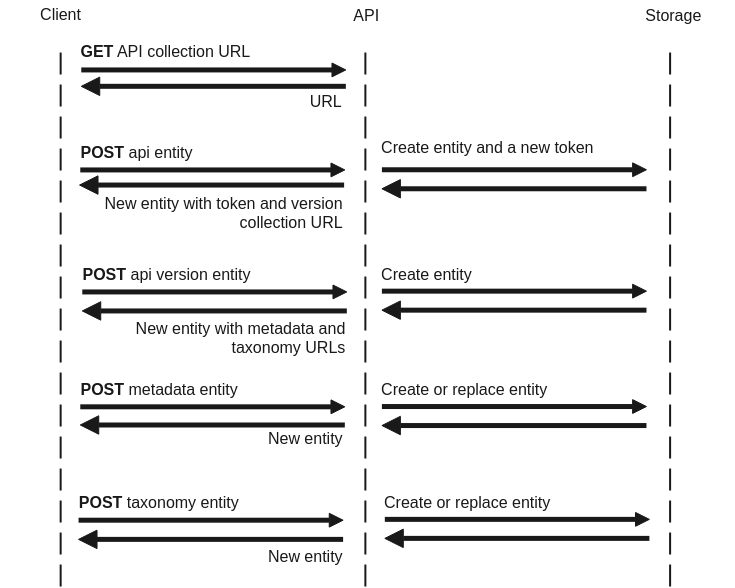 Client API Storage
GET API collection URL
URL
POST api entity
Create entity and a new token
New entity with token and version
collection URL
POST api version entity
Create entity
New entity with metadata and
taxonomy URLs
POST metadata entity
Create or replace entity
New entity
POST taxonomy entity
Create or replace entity
New entity